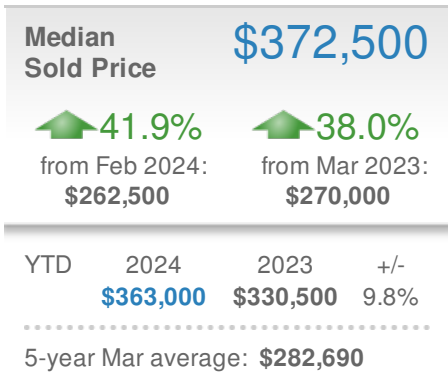 Median $372,500
Sold Price
41.9% 38.0%
from Feb 2024: from Mar 2023:
$262,500 $270,000
YTD 2024 2023 +/-
$363,000 $330,500 9.8%
5-year Mar average: $282,690